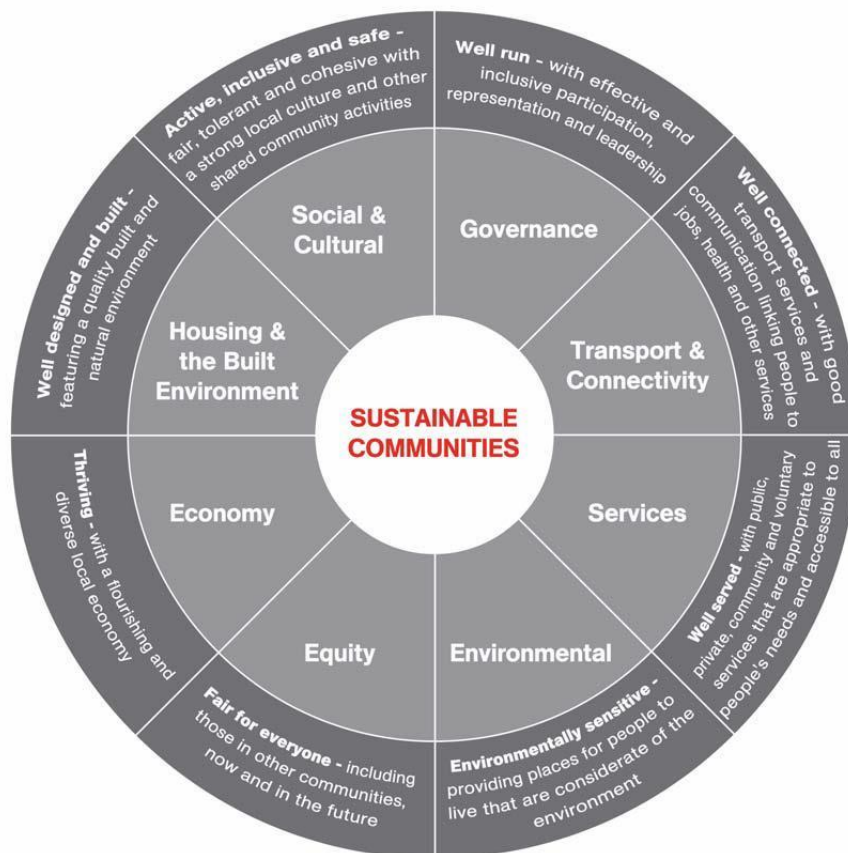 SUSTAINABLE
COMMUNITIES
Governance
Well run - with effective and
inclusive participation,
representation and leadership
Transport &
Connectivity
Well connected - with good
transport services and
communication linking people to
jobs, health and other services
Services
Well served - with public,
private, community and voluntary
services that are appropriate to
people's needs and accessible to all
Environmental
Environmentally sensitive -
providing places for people to
live that are considerate of the
environment
Equity
Fair for everyone - including
those in other communities,
now and in the future
Economy
Thriving - with a flourishing and
diverse local economy
Housing &
the Built
Environment
Well designed and built -
featuring a quality built and
natural environment
Social &
Cultural
Active, inclusive and safe -
fair, tolerant and cohesive with
a strong local culture and other
shared community activities